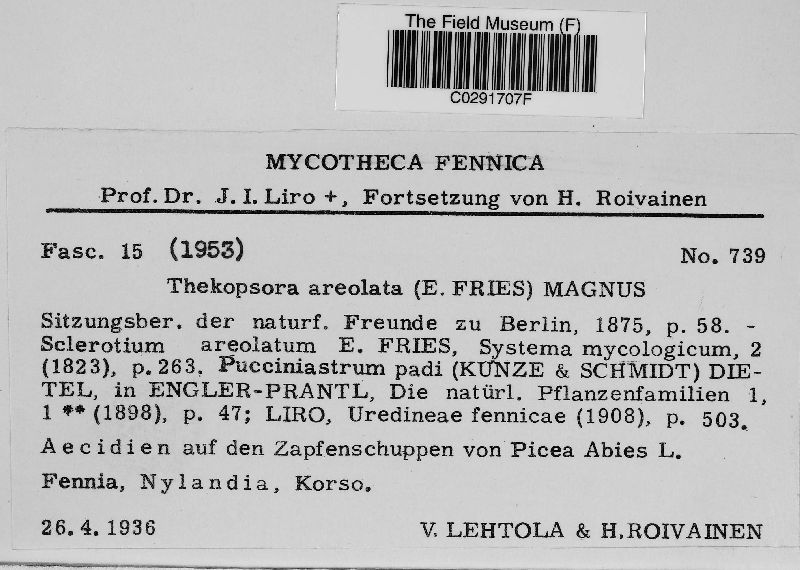 The Field Museum (F)
C0291707F
MYCOTHECA FENNICA
Prof. Dr. J. I. Liro +, Fortsetzung von H. Roivainen
Fasc. 15 (1953) No. 739
Thekopsora areolata (E. FRIES) MAGNUS
Sitzungsber. der naturf. Freunde zu Berlin, 1875, p. 58. -
Sclerotium areolatum E. FRIES, Systema mycologicum, 2
(1823), p. 263. Pucciniastrum padi (KUNZE & SCHMIDT) DIE-
TEL, in ENGLER-PRANTL, Die natürl. Pflanzenfamilien 1,
1 ** (1898), p. 47; LIRO, Uredineae fennicae (1908), p. 503.
Aecidien auf den Zapfenschuppen von Picea Abies L.
Fennia, Nylandia, Korso.
26. 4. 1936 V. LEHTOLA & H. ROIVAINEN